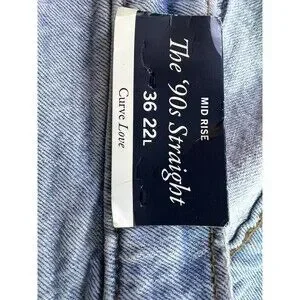 MID RISE
The '90s Straight
36 22L
Curve Love